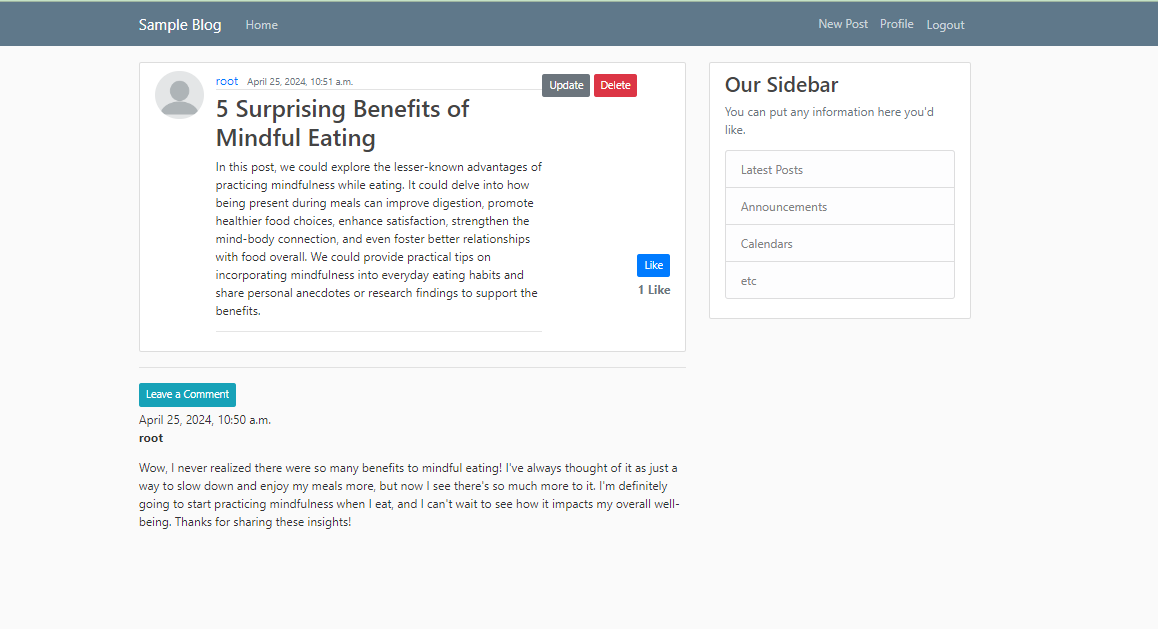 Sample Blog Home New Post Profile Logout
root April 25, 2024, 10:51 a.m.
Update Delete
5 Surprising Benefits of
Mindful Eating
In this post, we could explore the lesser-known advantages of
practicing mindfulness while eating. It could delve into how
being present during meals can improve digestion, promote
healthier food choices, enhance satisfaction, strengthen the
mind-body connection, and even foster better relationships
with food overall. We could provide practical tips on
incorporating mindfulness into everyday eating habits and
share personal anecdotes or research findings to support the
benefits.
Like
1 Like
Our Sidebar
You can put any information here you'd
like.
Latest Posts
Announcements
Calendars
etc
Leave a Comment
April 25, 2024, 10:50 a.m.
root
Wow, I never realized there were so many benefits to mindful eating! I've always thought of it as just a
way to slow down and enjoy my meals more, but now I see there's so much more to it. I'm definitely
going to start practicing mindfulness when I eat, and I can't wait to see how it impacts my overall well-
being. Thanks for sharing these insights!